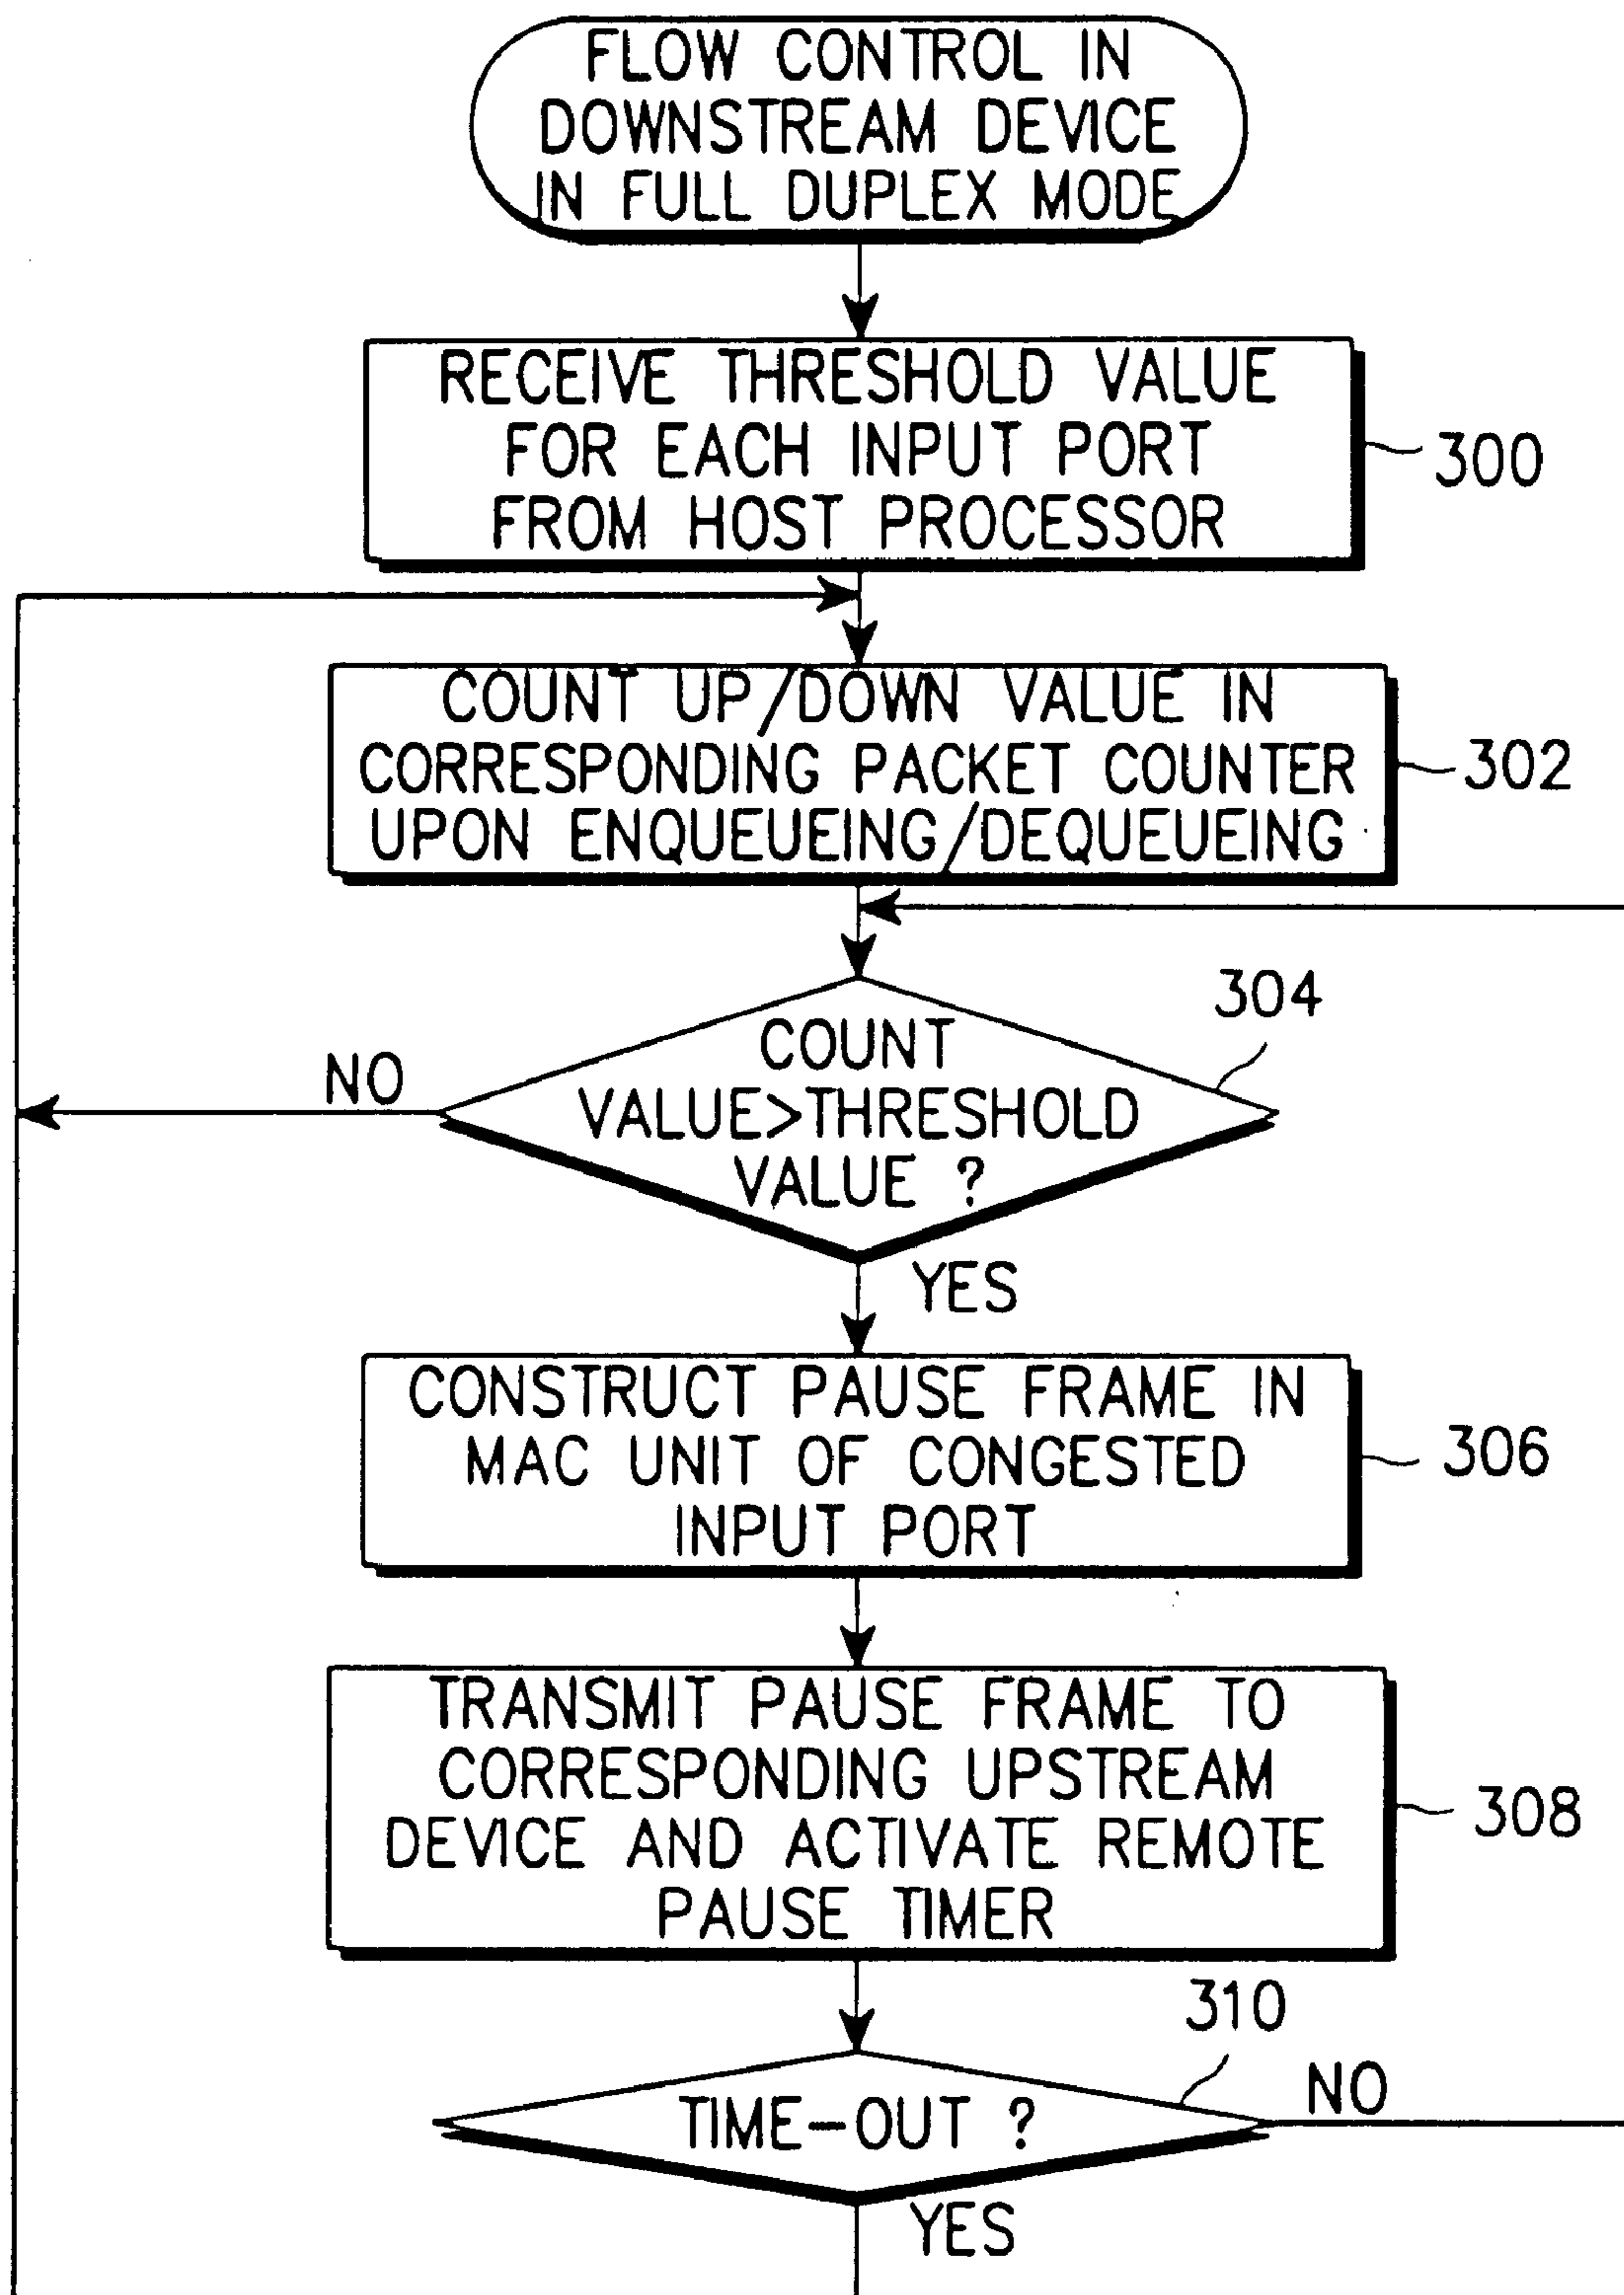 FLOW CONTROL IN
DOWNSTREAM DEVICE
IN FULL DUPLEX MODE
RECEIVE THRESHOLD VALUE
FOR EACH INPUT PORT
FROM HOST PROCESSOR
300
COUNT UP/DOWN VALUE IN
CORRESPONDING PACKET COUNTER
UPON ENQUEUEING/DEQUEUEING
302
304
COUNT
VALUE>THRESHOLD
VALUE ?
NO
YES
CONSTRUCT PAUSE FRAME IN
MAC UNIT OF CONGESTED
INPUT PORT
306
TRANSMIT PAUSE FRAME TO
CORRESPONDING UPSTREAM
DEVICE AND ACTIVATE REMOTE
PAUSE TIMER
308
310
TIME-OUT ?
NO
YES